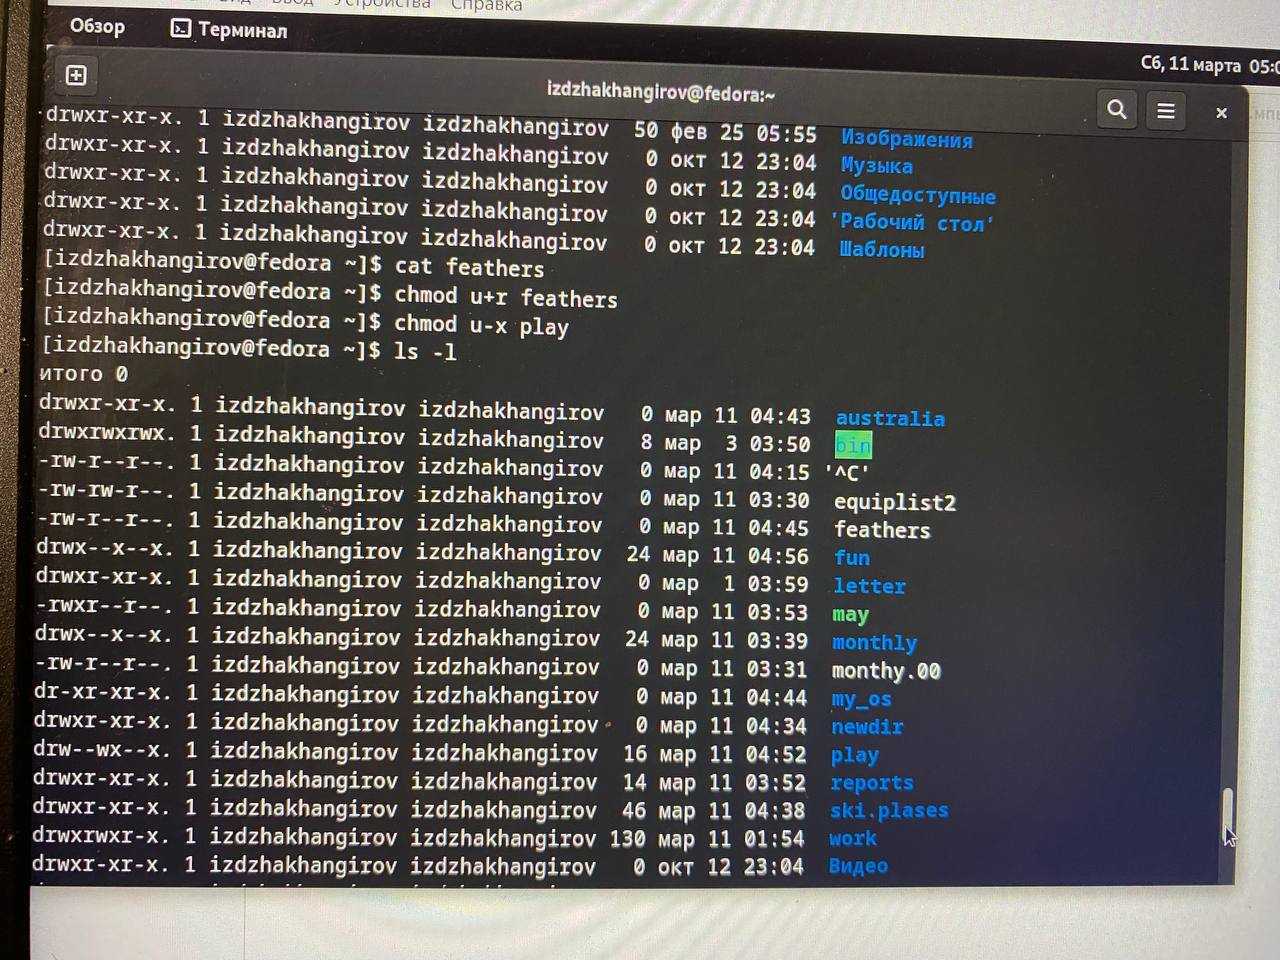 Вид Ввод Устройства Справка
Обзор Терминал
Сб, 11 марта 05:0
izdzhakhangirov@fedora:~
drwxr-xr-x. 1 izdzhakhangirov izdzhakhangirov 50 фев 25 05:55 Изображения
drwxr-xr-x. 1 izdzhakhangirov izdzhakhangirov 0 окт 12 23:04 Музыка
drwxr-xr-x. 1 izdzhakhangirov izdzhakhangirov 0 окт 12 23:04 Общедоступные
drwxr-xr-x. 1 izdzhakhangirov izdzhakhangirov 0 окт 12 23:04 'Рабочий стол'
drwxr-xr-x. 1 izdzhakhangirov izdzhakhangirov 0 окт 12 23:04 Шаблоны
[izdzhakhangirov@fedora ~]$ cat feathers
[izdzhakhangirov@fedora ~]$ chmod u+r feathers
[izdzhakhangirov@fedora ~]$ chmod u-x play
[izdzhakhangirov@fedora ~]$ ls -l
итого 0
drwxr-xr-x. 1 izdzhakhangirov izdzhakhangirov 0 мар 11 04:43 australia
drwxrwxrwx. 1 izdzhakhangirov izdzhakhangirov 8 мар 3 03:50 bin
-rw-r--r--. 1 izdzhakhangirov izdzhakhangirov 0 мар 11 04:15 '^C'
-rw-rw-r--. 1 izdzhakhangirov izdzhakhangirov 0 мар 11 03:30 equiplist2
-rw-r--r--. 1 izdzhakhangirov izdzhakhangirov 0 мар 11 04:45 feathers
drwx--x--x. 1 izdzhakhangirov izdzhakhangirov 24 мар 11 04:56 fun
drwxr-xr-x. 1 izdzhakhangirov izdzhakhangirov 0 мар 1 03:59 letter
-rwxr--r--. 1 izdzhakhangirov izdzhakhangirov 0 мар 11 03:53 may
drwx--x--x. 1 izdzhakhangirov izdzhakhangirov 24 мар 11 03:39 monthly
-rw-r--r--. 1 izdzhakhangirov izdzhakhangirov 0 мар 11 03:31 monthy.00
dr-xr-xr-x. 1 izdzhakhangirov izdzhakhangirov 0 мар 11 04:44 my_os
drwxr-xr-x. 1 izdzhakhangirov izdzhakhangirov 0 мар 11 04:34 newdir
drw--wx--x. 1 izdzhakhangirov izdzhakhangirov 16 мар 11 04:52 play
drwxr-xr-x. 1 izdzhakhangirov izdzhakhangirov 14 мар 11 03:52 reports
drwxr-xr-x. 1 izdzhakhangirov izdzhakhangirov 46 мар 11 04:38 ski.plases
drwxrwxr-x. 1 izdzhakhangirov izdzhakhangirov 130 мар 11 01:54 work
drwxr-xr-x. 1 izdzhakhangirov izdzhakhangirov 0 окт 12 23:04 Видео